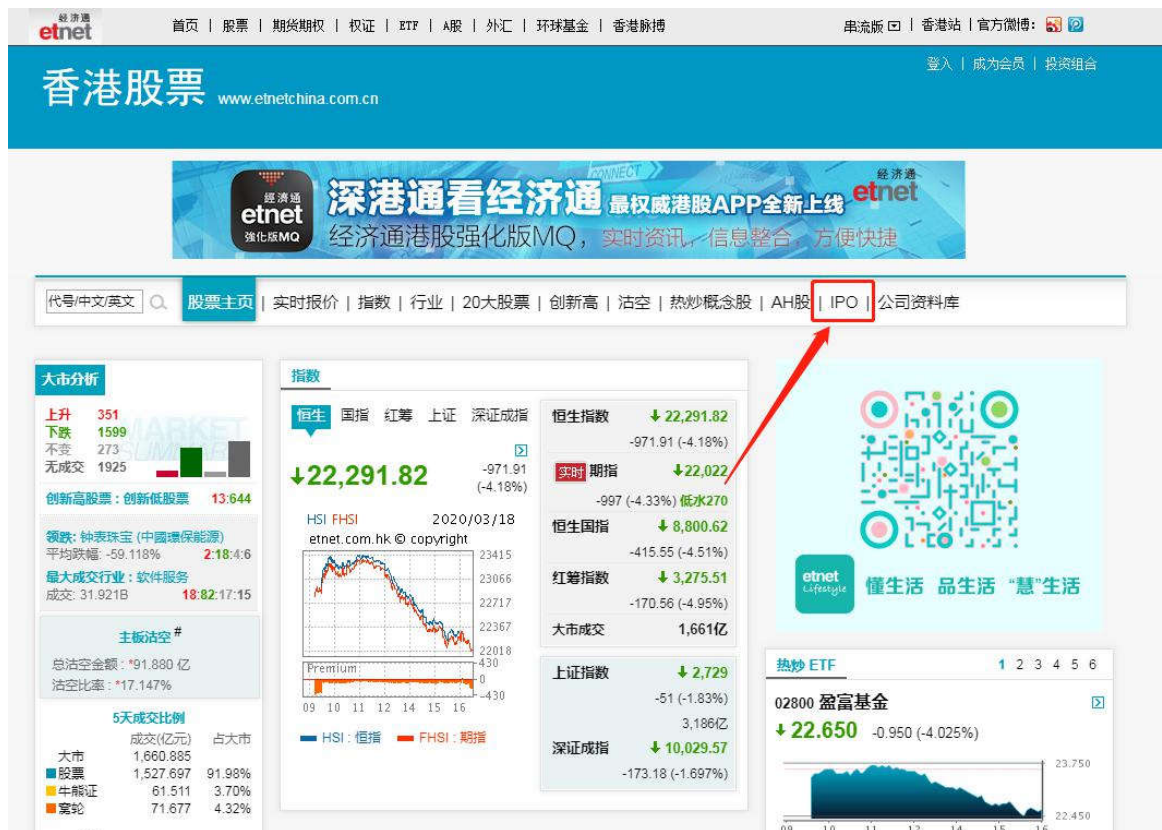 經濟通
etnet
首页 | 股票 | 期货期权 | 权证 | ETF | A股 | 外汇 | 环球基金 | 香港脉搏
串流版 | 香港站 | 官方微博:
登入 | 成为会员 | 投资组合
香港股票 www.etnetchina.com.cn
經濟通
etnet
強化版MQ
深港通看经济通 最权威港股APP全新上线
经济通港股强化版MQ，实时资讯，信息整合，方便快捷
CONNECT
经济通
etnet
代号/中文/英文
股票主页 | 实时报价 | 指数 | 行业 | 20大股票 | 创新高 | 沽空 | 热炒概念股 | AH股 | IPO | 公司资料库
大市分析
上升 351
下跌 1599
不变 273
无成交 1925
创新高股票 : 创新低股票 13:644
领跌: 钟表珠宝 (中國環保能源)
平均跌幅: -59.118% 2:18:4:6
最大成交行业 : 软件服务
成交: 31.921B 18:82:17:15
主板沽空 #
总沽空金额 : *91.880 亿
沽空比率 : *17.147%
5天成交比例
成交(亿元) 占大市
大市 1,660.885
股票 1,527.697 91.98%
牛熊证 61.511 3.70%
窝轮 71.677 4.32%
指数
恒生 国指 红筹 上证 深证成指
22,291.82
-971.91
(-4.18%)
HSI FHSI 2020/03/18
etnet.com.hk © copyright
23415
23066
22717
22367
22018
Premium
430
0
-430
09 10 11 12 14 15 16
HSI : 恒指 FHSI : 期指
恒生指数 22,291.82
-971.91 (-4.18%)
实时 期指 22,022
-997 (-4.33%) 低水270
恒生国指 8,800.62
-415.55 (-4.51%)
红筹指数 3,275.51
-170.56 (-4.95%)
大市成交 1,661亿
上证指数 2,729
-51 (-1.83%)
3,186亿
深证成指 10,029.57
-173.18 (-1.697%)
etnet
Lifestyle
懂生活 品生活 “慧”生活
热炒 ETF 1 2 3 4 5 6
02800 盈富基金
22.650 -0.950 (-4.025%)
23.750
22.450
09 10 11 12 14 15 16